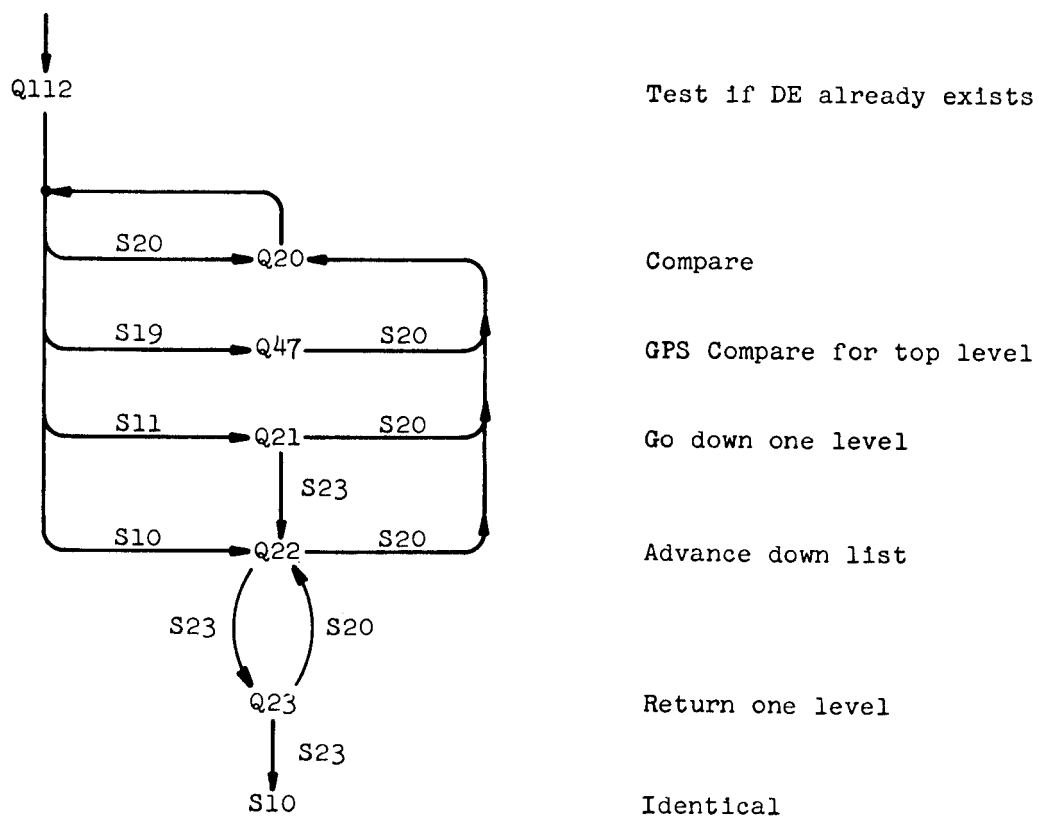 Q112 Test if DE already exists
S20
Q20 Compare
S19 Q47 S20 GPS Compare for top level
S11 Q21 S20 Go down one level
S23
S10 Q22 S20 Advance down list
S23 S20
Q23 Return one level
S23
S10 Identical